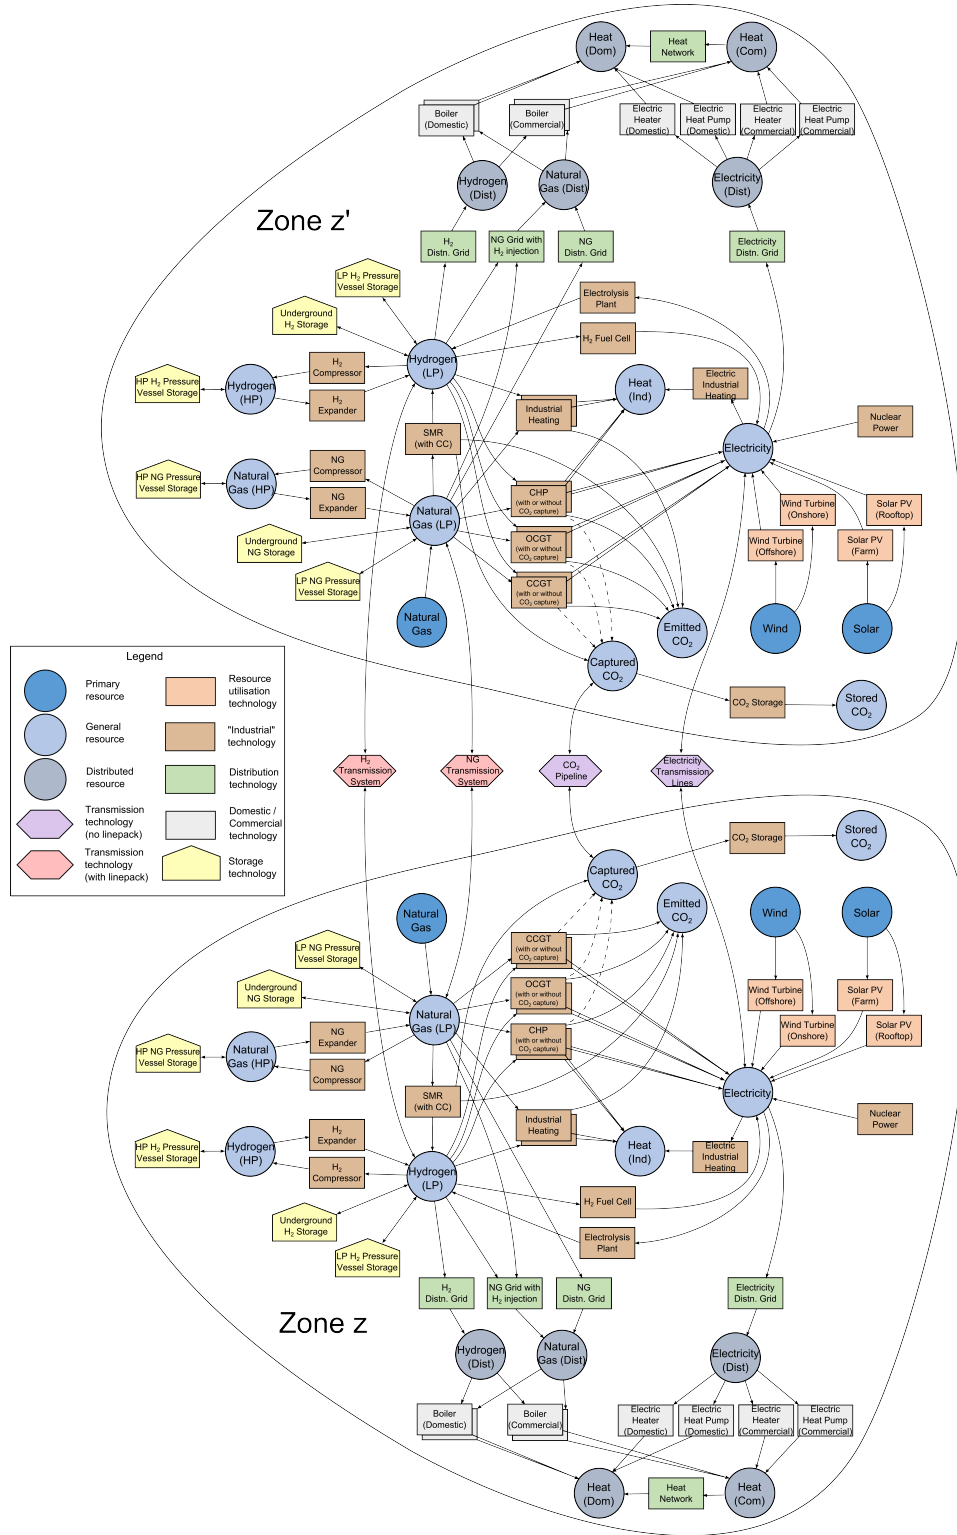 Heat
(Dom)
Heat
Network
Heat
(Com)
Boiler
(Domestic)
Boiler
(Commercial)
Electric
Heater
(Domestic)
Electric
Heat Pump
(Domestic)
Electric
Heater
(Commercial)
Electric
Heat Pump
(Commercial)
Hydrogen
(Dist)
Natural
Gas (Dist)
Electricity
(Dist)
Zone z'
H2
Distn. Grid
NG Grid with
H2 injection
NG
Distn. Grid
Electricity
Distn. Grid
LP H2 Pressure
Vessel Storage
Underground
H2 Storage
Electrolysis
Plant
H2 Fuel Cell
Hydrogen
(LP)
HP H2 Pressure
Vessel Storage
Hydrogen
(HP)
H2
Compressor
H2
Expander
Heat
(Ind)
Electric
Industrial
Heating
Industrial
Heating
Nuclear
Power
SMR
(with CC)
Electricity
HP NG Pressure
Vessel Storage
Natural
Gas (HP)
NG
Compressor
NG
Expander
Natural
Gas (LP)
CHP
(with or without
CO2 capture)
Wind Turbine
(Onshore)
Solar PV
(Rooftop)
Underground
NG Storage
OCGT
(with or without
CO2 capture)
Wind Turbine
(Offshore)
Solar PV
(Farm)
LP NG Pressure
Vessel Storage
CCGT
(with or without
CO2 capture)
Natural
Gas
Emitted
CO2
Wind
Solar
Captured
CO2
CO2 Storage
Stored
CO2
Legend
Primary
resource
Resource
utilisation
technology
General
resource
"Industrial"
technology
Distributed
resource
Distribution
technology
Transmission
technology
(no linepack)
Domestic /
Commercial
technology
Transmission
technology
(with linepack)
Storage
technology
H2
Transmission
System
NG
Transmission
System
CO2
Pipeline
Electricity
Transmission
Lines
CO2 Storage
Stored
CO2
Captured
CO2
Natural
Gas
Emitted
CO2
Wind
Solar
LP NG Pressure
Vessel Storage
CCGT
(with or without
CO2 capture)
Underground
NG Storage
OCGT
(with or without
CO2 capture)
Wind Turbine
(Offshore)
Solar PV
(Farm)
Natural
Gas (LP)
CHP
(with or without
CO2 capture)
Wind Turbine
(Onshore)
Solar PV
(Rooftop)
HP NG Pressure
Vessel Storage
Natural
Gas (HP)
NG
Expander
NG
Compressor
SMR
(with CC)
Electricity
Nuclear
Power
Industrial
Heating
HP H2 Pressure
Vessel Storage
Hydrogen
(HP)
H2
Expander
H2
Compressor
Heat
(Ind)
Electric
Industrial
Heating
Hydrogen
(LP)
H2 Fuel Cell
Underground
H2 Storage
Electrolysis
Plant
LP H2 Pressure
Vessel Storage
H2
Distn. Grid
NG Grid with
H2 injection
NG
Distn. Grid
Electricity
Distn. Grid
Zone z
Hydrogen
(Dist)
Natural
Gas (Dist)
Electricity
(Dist)
Boiler
(Domestic)
Boiler
(Commercial)
Electric
Heater
(Domestic)
Electric
Heat Pump
(Domestic)
Electric
Heater
(Commercial)
Electric
Heat Pump
(Commercial)
Heat
(Dom)
Heat
Network
Heat
(Com)